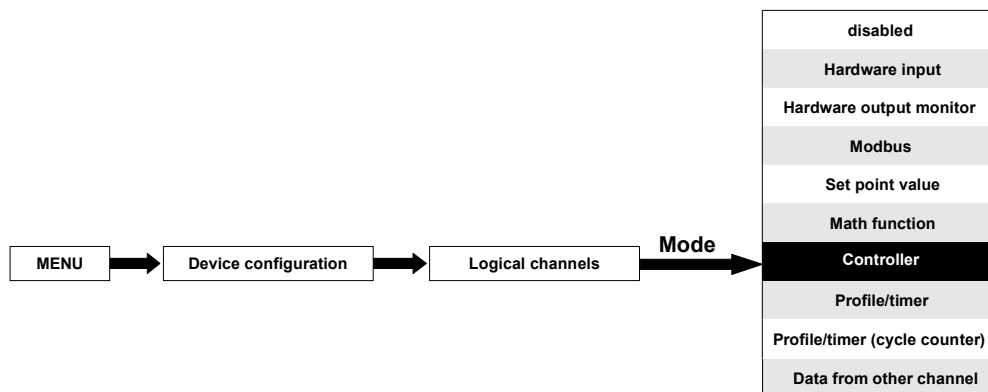 disabled
Hardware input
Hardware output monitor
Modbus
Set point value
Math function
Controller
Profile/timer
Profile/timer (cycle counter)
Data from other channel
MENU
Device configuration
Logical channels
Mode